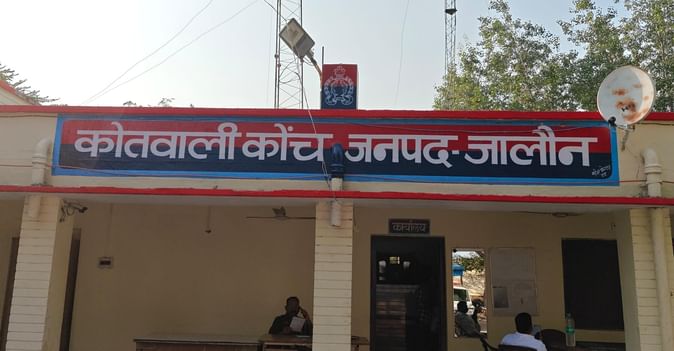 कोतवाली कोंच जनपद-जालौन
कार्यालय